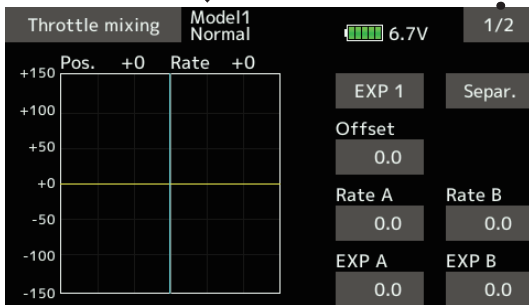 Throttle mixing
Model1
Normal
6.7V
1/2
Pos. +0 Rate +0
+150
+100
+50
+0
-50
-100
-150
EXP 1
Separ.
Offset
0.0
Rate A
Rate B
0.0
0.0
EXP A
EXP B
0.0
0.0